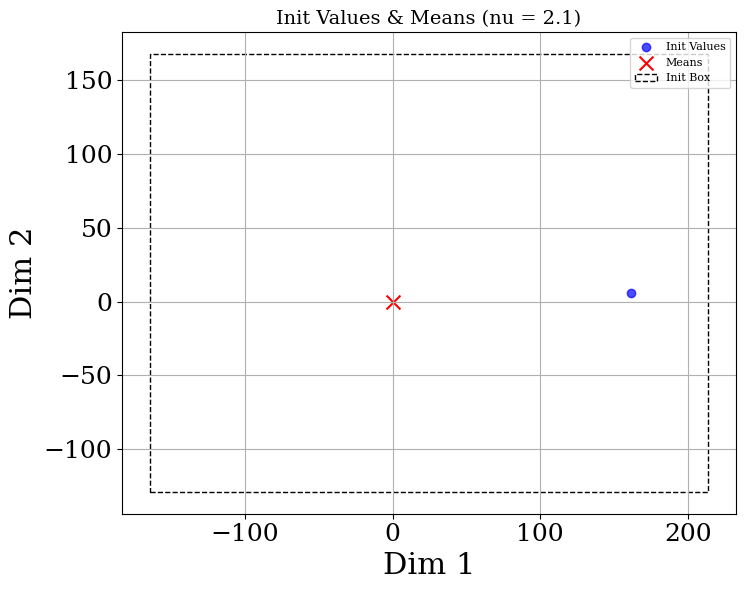 Init Values & Means (nu = 2.1)
Init Values
Means
Init Box
150
100
50
0
−50
−100
Dim 2
−100
0
100
200
Dim 1